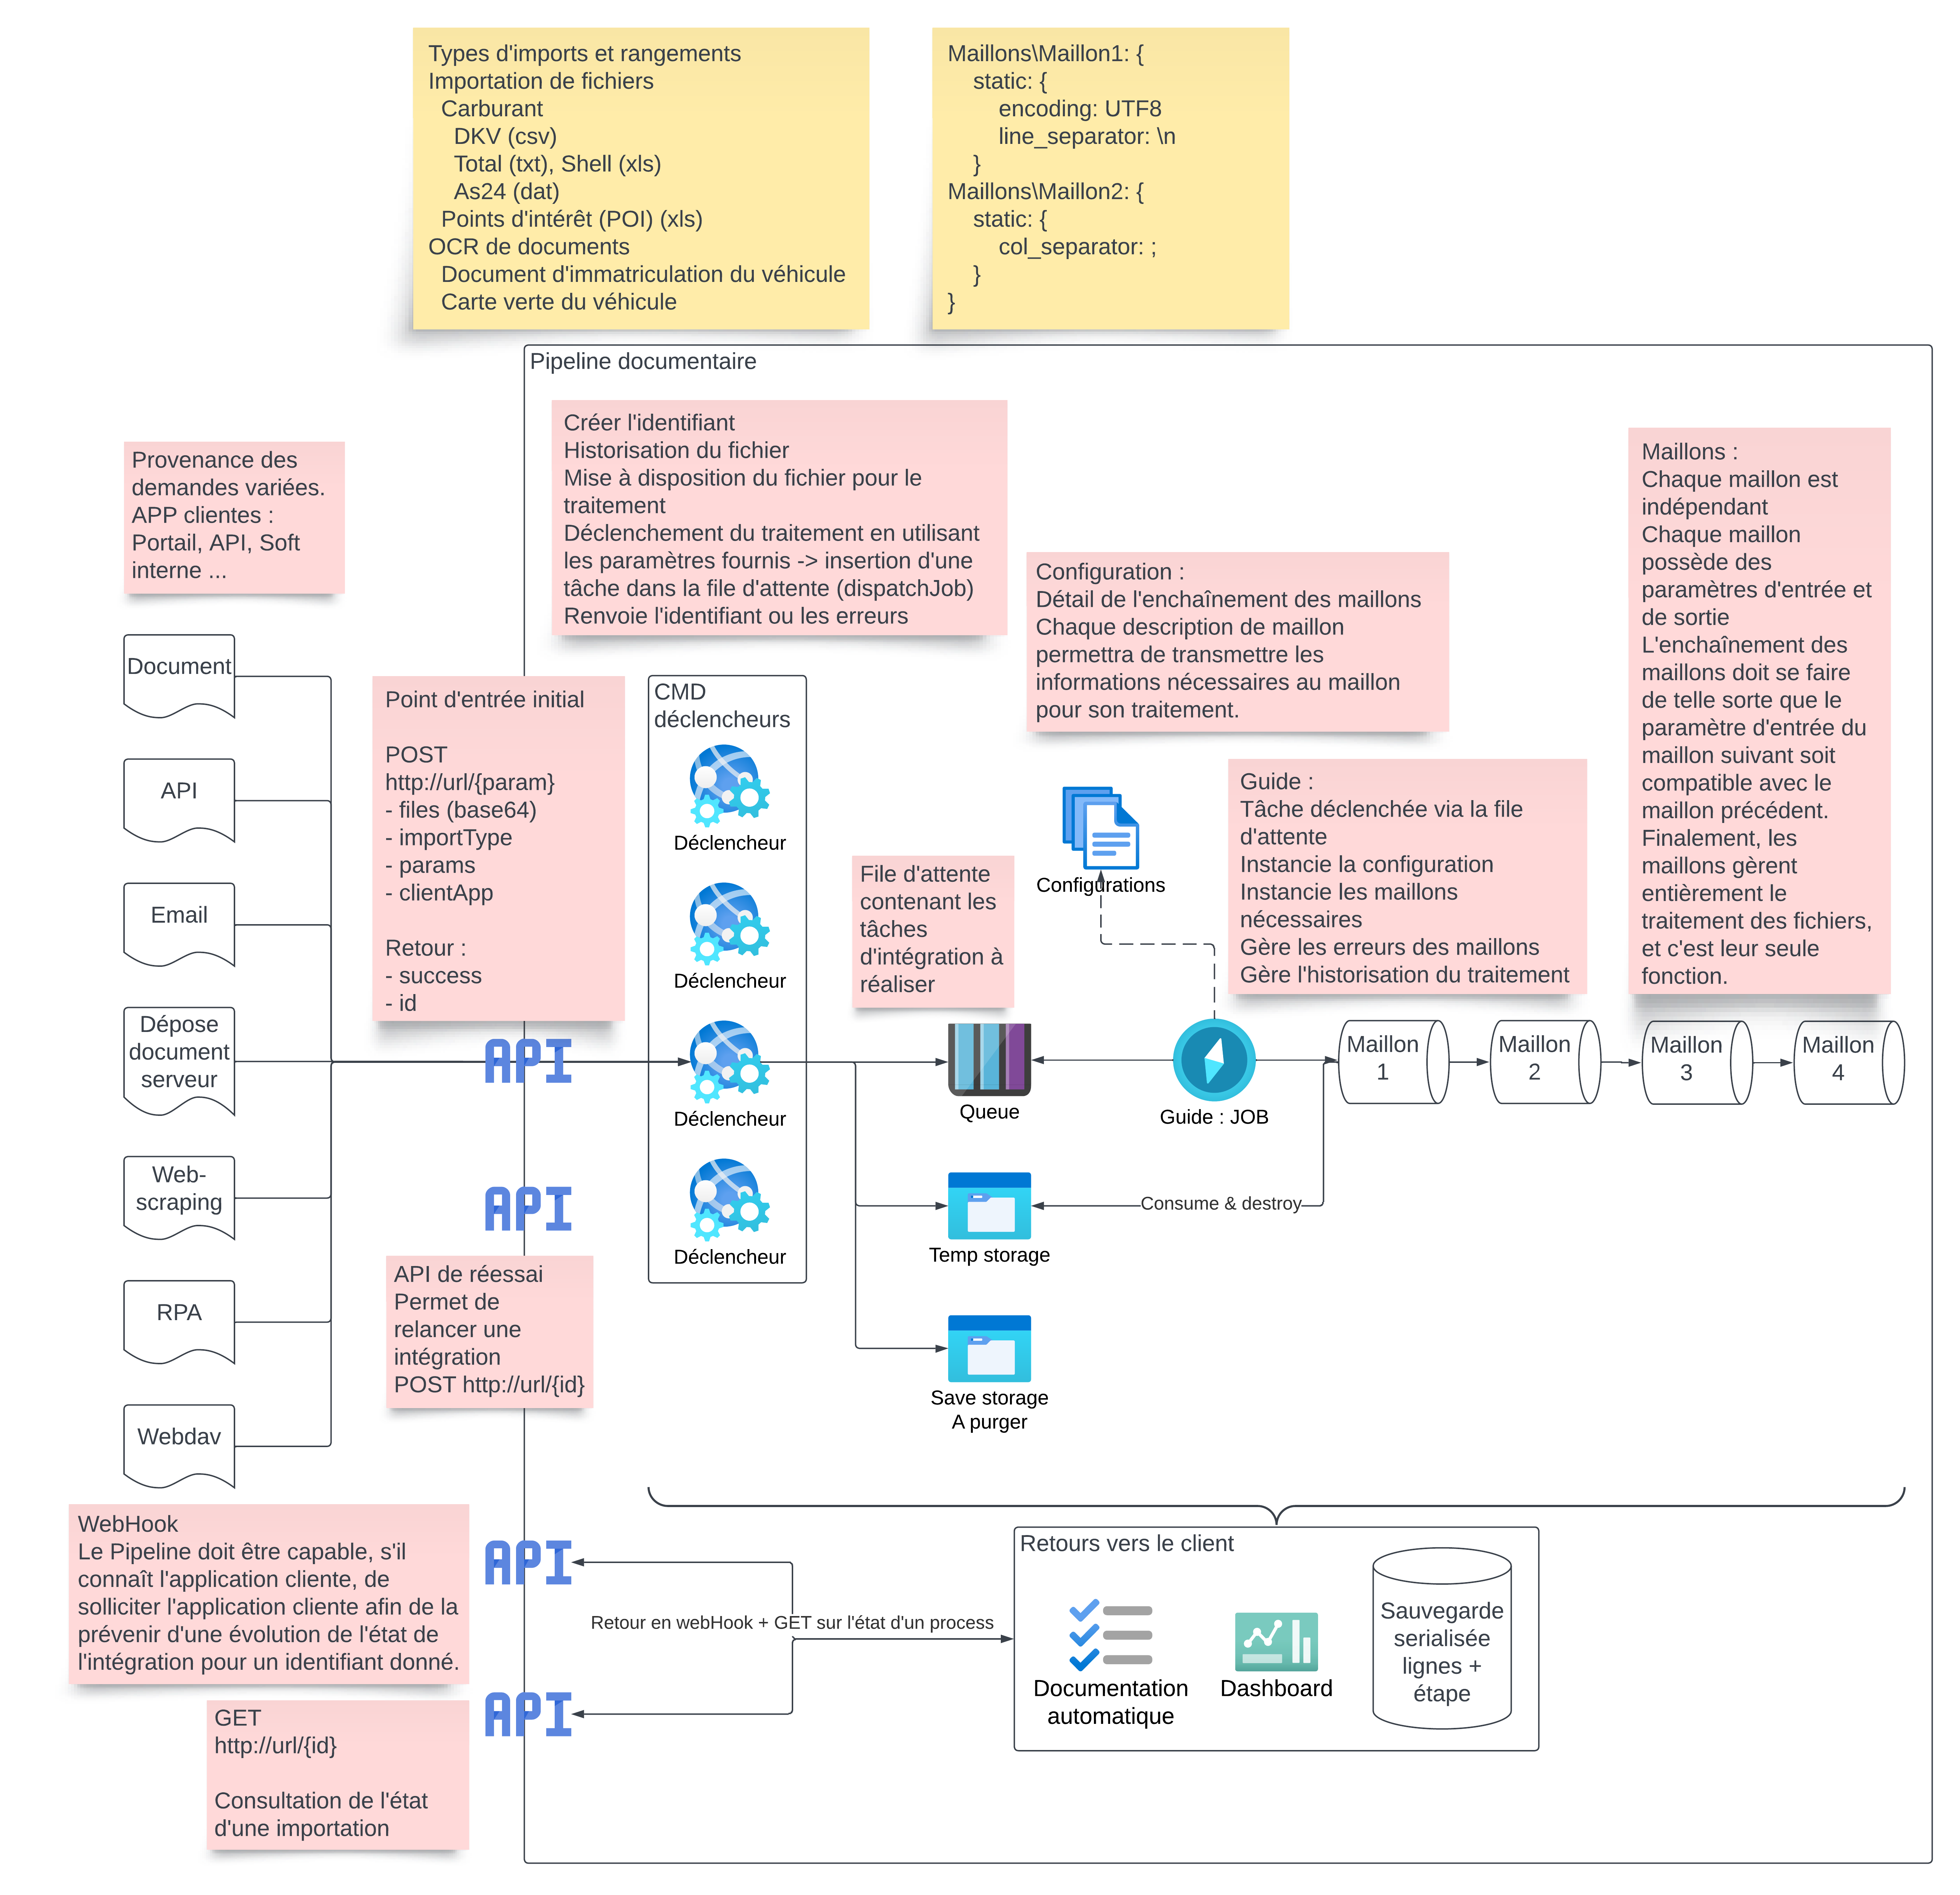 Types d'imports et rangements
Importation de fichiers
Carburant
DKV (csv)
Total (txt), Shell (xls)
As24 (dat)
Points d'intérêt (POI) (xls)
OCR de documents
Document d'immatriculation du véhicule
Carte verte du véhicule
Maillons\Maillon1: {
static: {
encoding: UTF8
line_separator: \n
}
Maillons\Maillon2: {
static: {
col_separator: ;
}
}
Pipeline documentaire
Provenance des
demandes variées.
APP clientes :
Portail, API, Soft
interne ...
Créer l'identifiant
Historisation du fichier
Mise à disposition du fichier pour le
traitement
Déclenchement du traitement en utilisant
les paramètres fournis -> insertion d'une
tâche dans la file d'attente (dispatchJob)
Renvoie l'identifiant ou les erreurs
Configuration :
Détail de l'enchaînement des maillons
Chaque description de maillon
permettra de transmettre les
informations nécessaires au maillon
pour son traitement.
Maillons :
Chaque maillon est
indépendant
Chaque maillon
possède des
paramètres d'entrée et
de sortie
L'enchaînement des
maillons doit se faire
de telle sorte que le
paramètre d'entrée du
maillon suivant soit
compatible avec le
maillon précédent.
Finalement, les
maillons gèrent
entièrement le
traitement des fichiers,
et c'est leur seule
fonction.
Document
API
Email
Dépose
document
serveur
Web-
scraping
RPA
Webdav
Point d'entrée initial
POST
http://url/{param}
- files (base64)
- importType
- params
- clientApp
Retour :
- success
- id
API
API
CMD
déclencheurs
Déclencheur
Déclencheur
Déclencheur
Déclencheur
File d'attente
contenant les
tâches
d'intégration à
réaliser
Configurations
Guide :
Tâche déclenchée via la file
d'attente
Instancie la configuration
Instancie les maillons
nécessaires
Gère les erreurs des maillons
Gère l'historisation du traitement
Queue
Guide : JOB
Maillon
1
Maillon
2
Maillon
3
Maillon
4
Consume & destroy
Temp storage
Save storage
A purger
API de réessai
Permet de
relancer une
intégration
POST http://url/{id}
WebHook
Le Pipeline doit être capable, s'il
connaît l'application cliente, de
solliciter l'application cliente afin de la
prévenir d'une évolution de l'état de
l'intégration pour un identifiant donné.
GET
http://url/{id}
Consultation de l'état
d'une importation
API
API
Retour en webHook + GET sur l'état d'un process
Retours vers le client
Documentation
automatique
Dashboard
Sauvegarde
serialisée
lignes +
étape